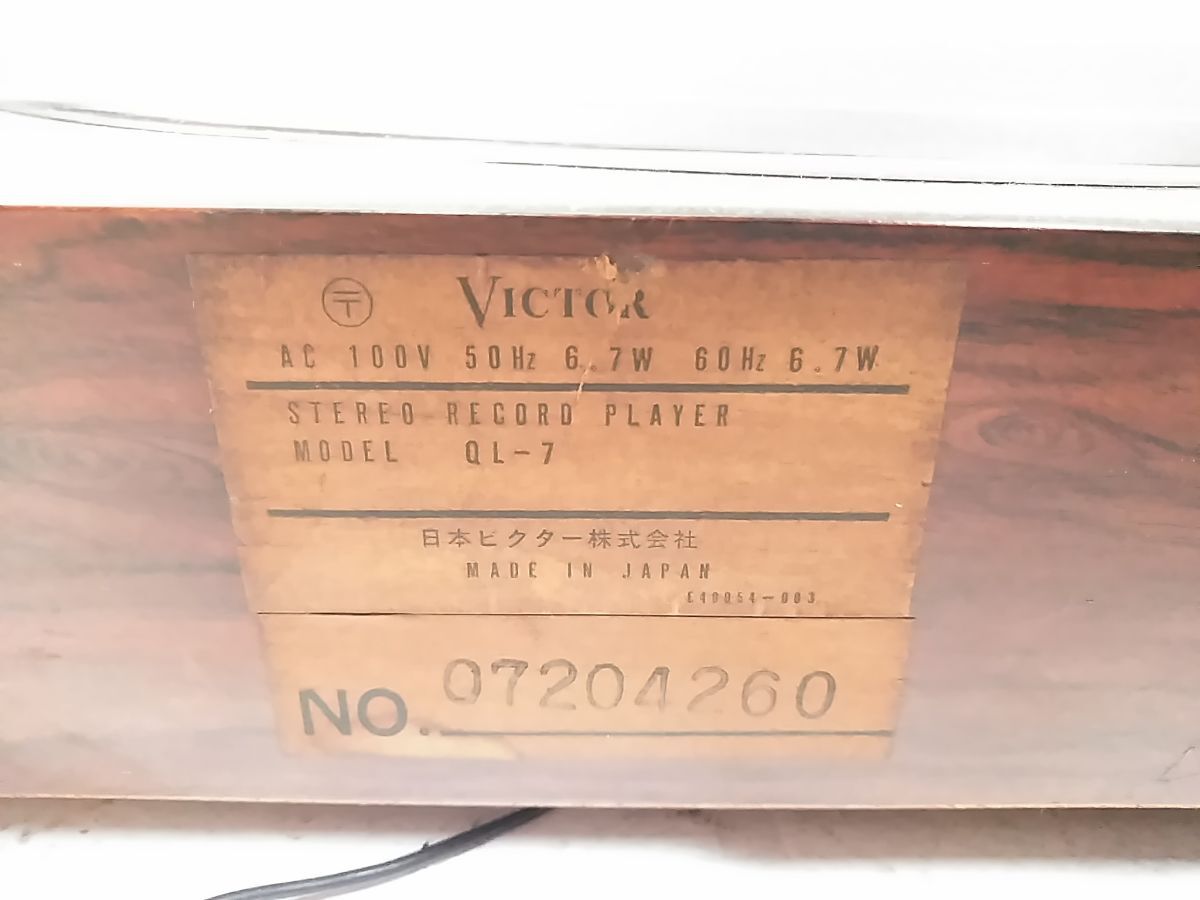 〒 VICTOR
AC 100V 50Hz 6.7W 60Hz 6.7W
STEREO RECORD PLAYER
MODEL QL-7
日本ビクター株式会社
MADE IN JAPAN
E40054-003
NO. 07204260